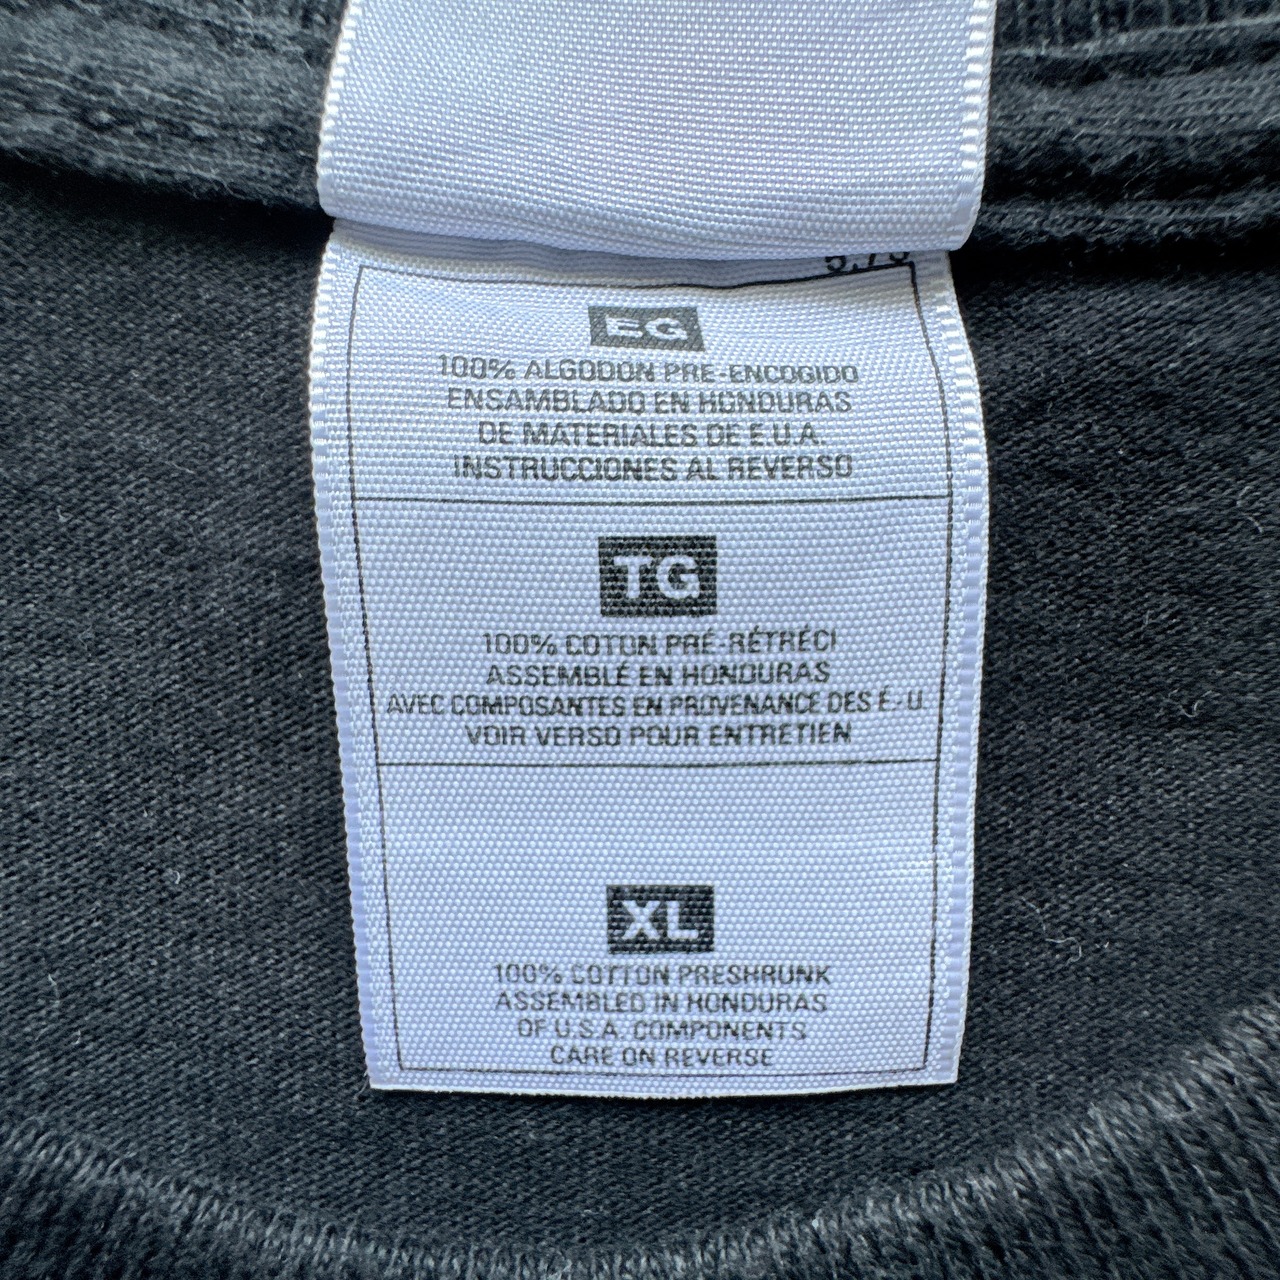 EG
100% ALGODON PRE-ENCOGIDO
ENSAMBLADO EN HONDURAS
DE MATERIALES DE E.U.A.
INSTRUCCIONES AL REVERSO
TG
100% COTON PRÉ-RÉTRÉCI
ASSEMBLÉ EN HONDURAS
AVEC COMPOSANTES EN PROVENANCE DES É.-U.
VOIR VERSO POUR ENTRETIEN
XL
100% COTTON PRESHRUNK
ASSEMBLED IN HONDURAS
OF U.S.A. COMPONENTS
CARE ON REVERSE